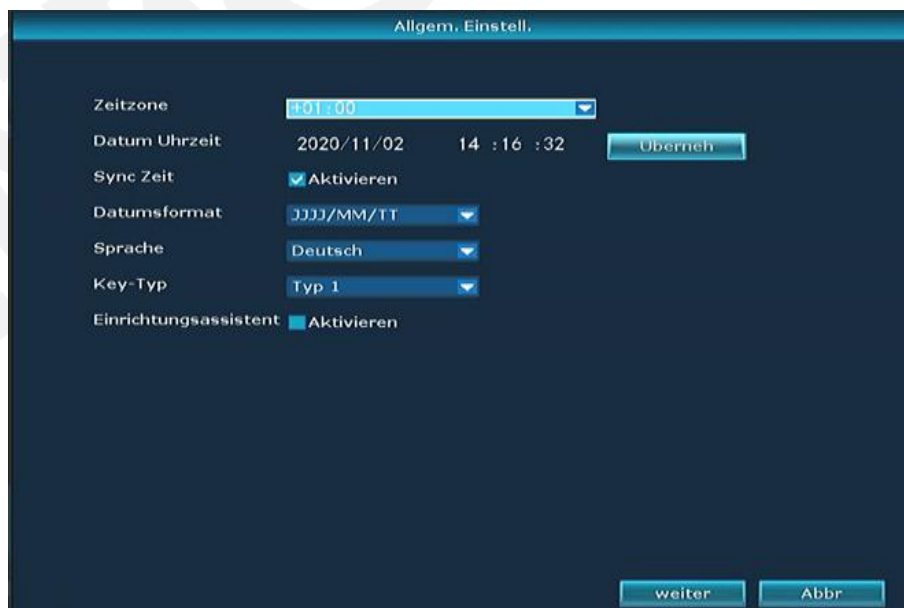 Allgem. Einstell.
Zeitzone +01:00
Datum Uhrzeit 2020/11/02 14 :16 :32 Überneh
Sync Zeit Aktivieren
Datumsformat JJJJ/MM/TT
Sprache Deutsch
Key-Typ Typ 1
Einrichtungsassistent Aktivieren
weiter Abbr